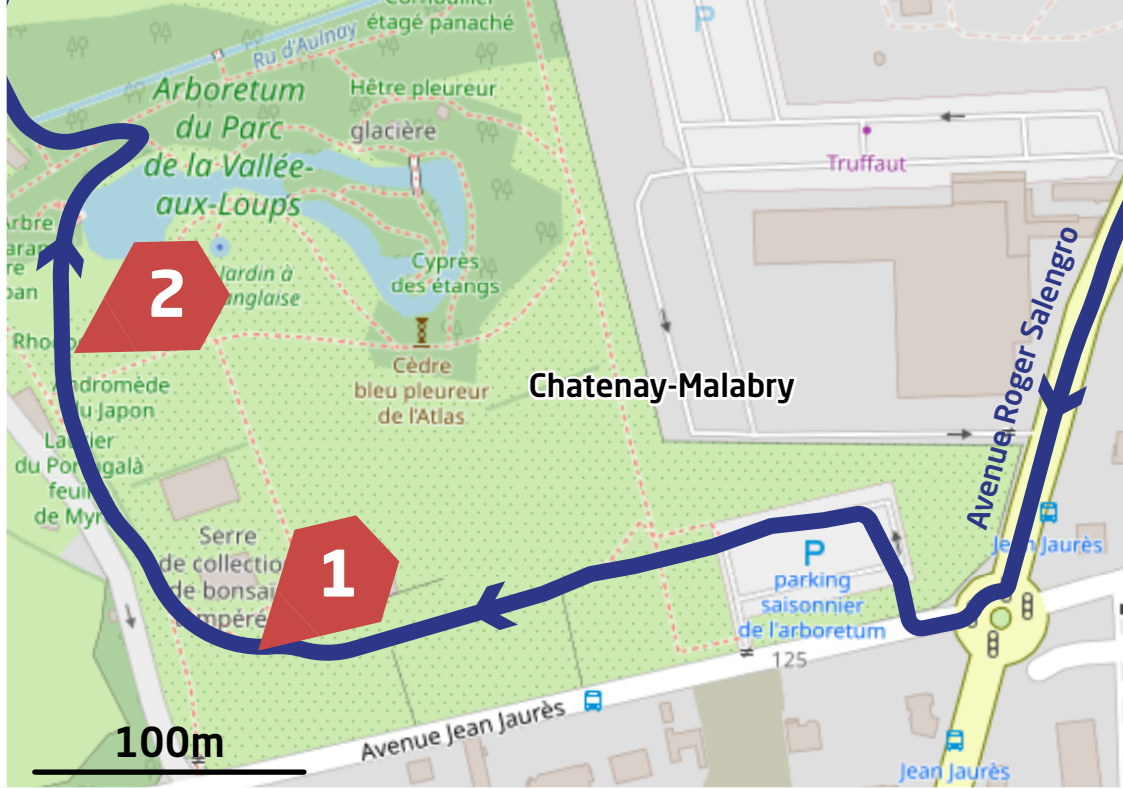 étagé panaché
P
Ru d'Aulnay
Arboretum
du Parc
de la Vallée-
aux-Loups
Hêtre pleureur
glacière
Truffaut
Arbre
Cyprès
des étangs
Jardin à
anglaise
2
Cèdre
bleu pleureur
de l'Atlas
Chatenay-Malabry
Avenue Roger Salengro
Andromède
du Japon
Laurier
du Portugal à
feuilles
de Myrte
Serre
de collection
de bonsaï
tempérée
1
P
parking
saisonnier
de l'arboretum
Jean Jaurès
125
Avenue Jean Jaurès
100m
Jean Jaurès